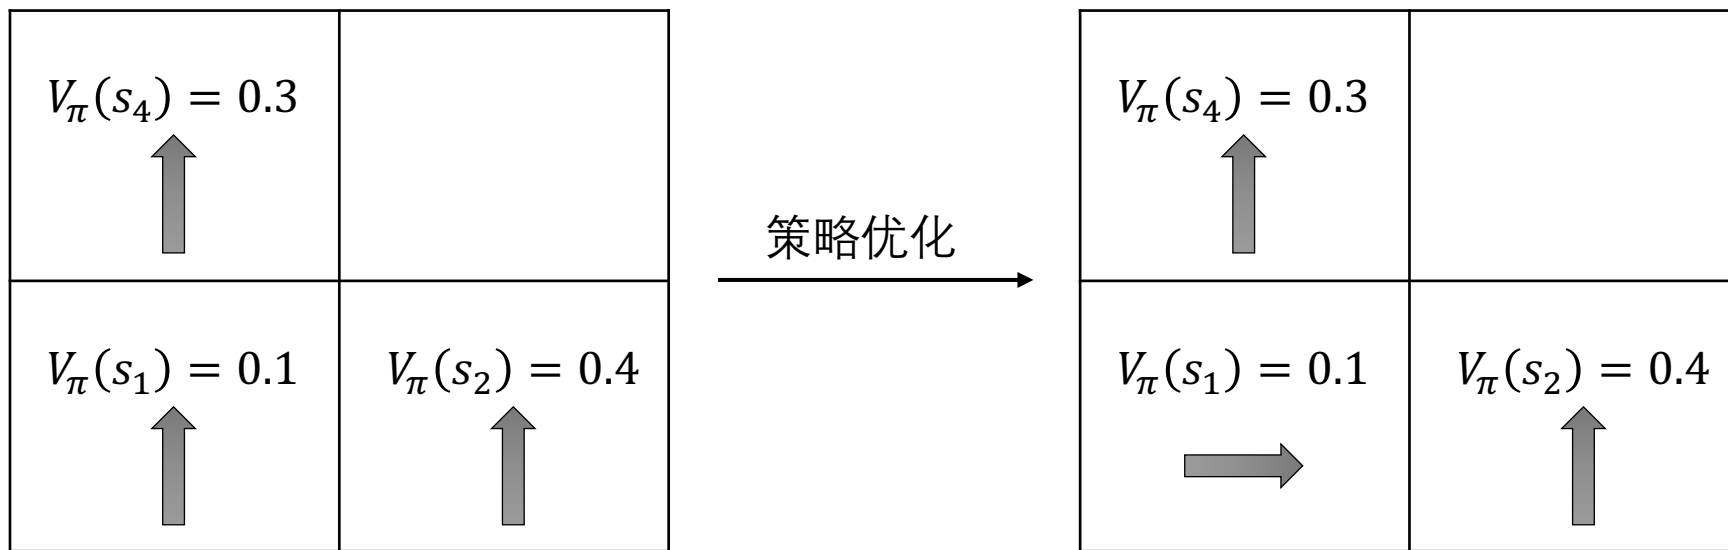 V_π(s_4) = 0.3
V_π(s_1) = 0.1
V_π(s_2) = 0.4
策略优化
V_π(s_4) = 0.3
V_π(s_1) = 0.1
V_π(s_2) = 0.4